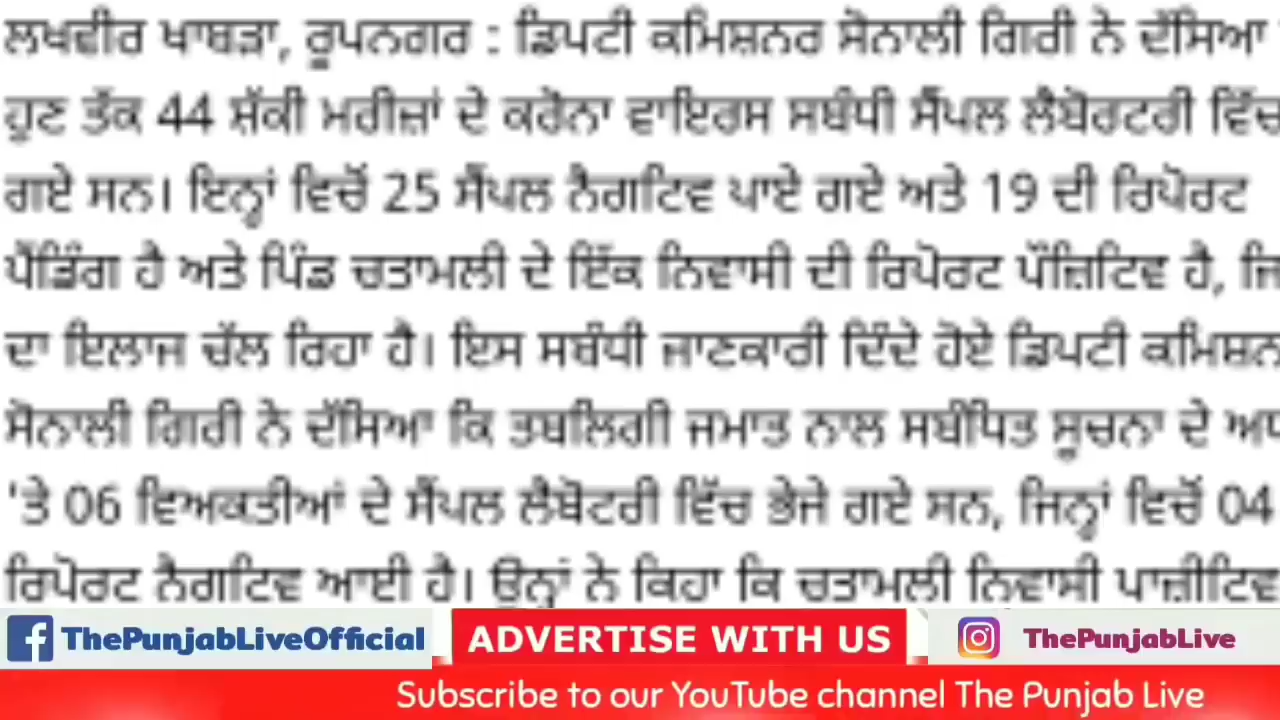 ਲਖਵੀਰ ਖਾਬੜਾ, ਰੂਪਨਗਰ : ਡਿਪਟੀ ਕਮਿਸ਼ਨਰ ਸੋਨਾਲੀ ਗਿਰੀ ਨੇ ਦੱਸਿਆ
ਹੁਣ ਤੱਕ 44 ਸ਼ੱਕੀ ਮਰੀਜ਼ਾਂ ਦੇ ਕਰੋਨਾ ਵਾਇਰਸ ਸਬੰਧੀ ਸੈਂਪਲ ਲੈਬੋਰਟਰੀ ਵਿੱਚ
ਗਏ ਸਨ। ਇਨ੍ਹਾਂ ਵਿਚੋਂ 25 ਸੈਂਪਲ ਨੈਗਟਿਵ ਪਾਏ ਗਏ ਅਤੇ 19 ਦੀ ਰਿਪੋਰਟ
ਪੈਂਡਿੰਗ ਹੈ ਅਤੇ ਪਿੰਡ ਚਤਾਮਲੀ ਦੇ ਇੱਕ ਨਿਵਾਸੀ ਦੀ ਰਿਪੋਰਟ ਪੌਜ਼ਿਟਿਵ ਹੈ,
ਦਾ ਇਲਾਜ ਚੱਲ ਰਿਹਾ ਹੈ। ਇਸ ਸਬੰਧੀ ਜਾਣਕਾਰੀ ਦਿੰਦੇ ਹੋਏ ਡਿਪਟੀ ਕਮਿਸ਼ਨ
ਸੋਨਾਲੀ ਗਿਰੀ ਨੇ ਦੱਸਿਆ ਕਿ ਤਬਲਿਗੀ ਜਮਾਤ ਨਾਲ ਸਬੰਧਿਤ ਸੂਚਨਾ ਦੇ
'ਤੇ 06 ਵਿਅਕਤੀਆਂ ਦੇ ਸੈਂਪਲ ਲੈਬੋਟਰੀ ਵਿੱਚ ਭੇਜੇ ਗਏ ਸਨ, ਜਿਨ੍ਹਾਂ ਵਿਚੋਂ 04
ਰਿਪੋਰਟ ਨੈਗਟਿਵ ਆਈ ਹੈ। ਉਨ੍ਹਾਂ ਨੇ ਕਿਹਾ ਕਿ ਚਤਾਮਲੀ ਨਿਵਾਸੀ ਪਾਜ਼ੀਟਿਵ
ThePunjabLiveOfficial ADVERTISE WITH US ThePunjabLive
Subscribe to our YouTube channel The Punjab Live